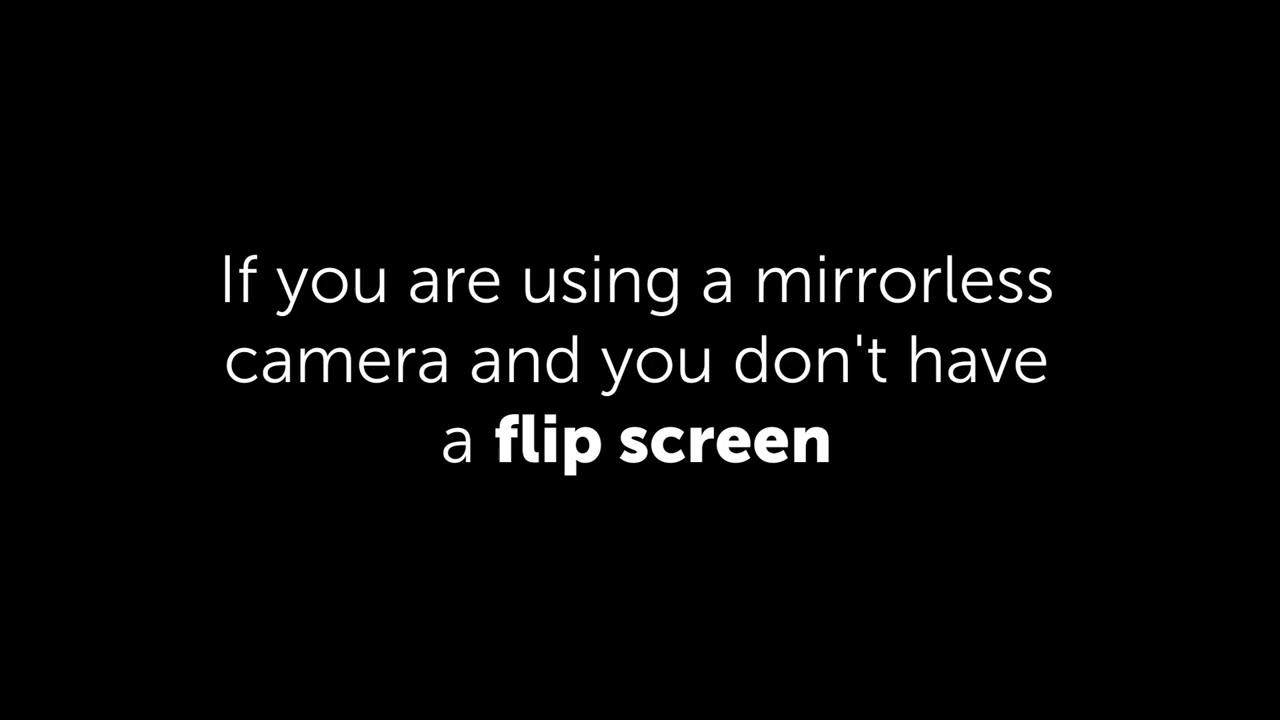 If you are using a mirrorless
camera and you don't have
a flip screen